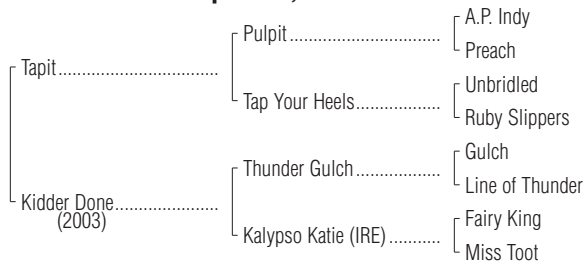 A.P. Indy
Pulpit
Preach
Tapit
Unbridled
Tap Your Heels
Ruby Slippers
Gulch
Thunder Gulch
Line of Thunder
Kidder Done
(2003)
Fairy King
Kalypso Katie (IRE)
Miss Toot